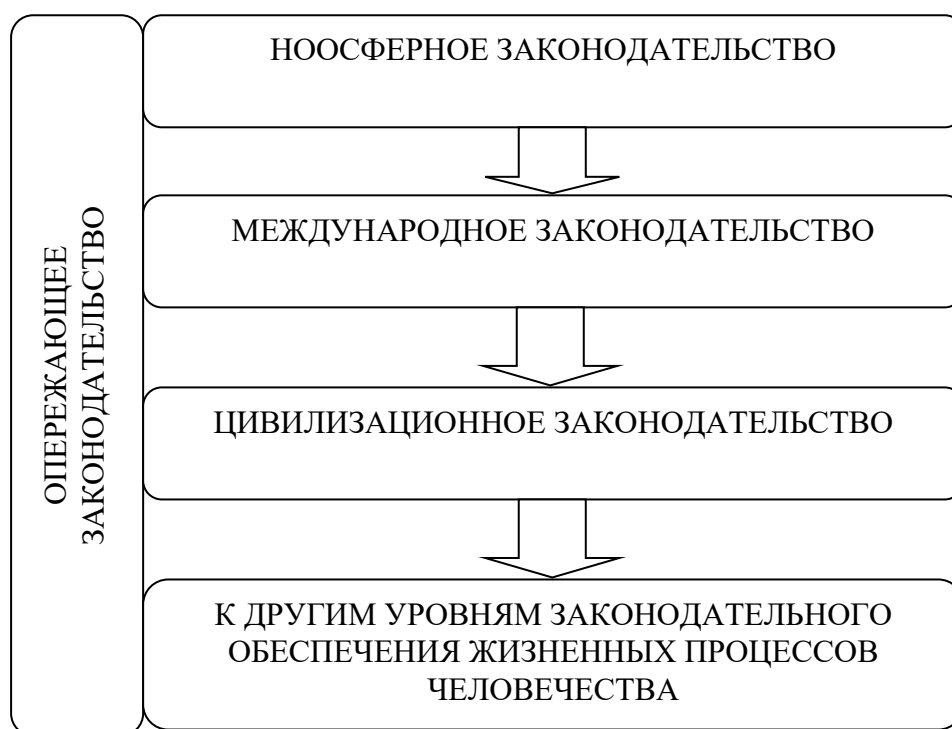 ОПЕРЕЖАЮЩЕЕ
ЗАКОНОДАТЕЛЬСТВО
НООСФЕРНОЕ ЗАКОНОДАТЕЛЬСТВО
МЕЖДУНАРОДНОЕ ЗАКОНОДАТЕЛЬСТВО
ЦИВИЛИЗАЦИОННОЕ ЗАКОНОДАТЕЛЬСТВО
К ДРУГИМ УРОВНЯМ ЗАКОНОДАТЕЛЬНОГО
ОБЕСПЕЧЕНИЯ ЖИЗНЕННЫХ ПРОЦЕССОВ
ЧЕЛОВЕЧЕСТВА